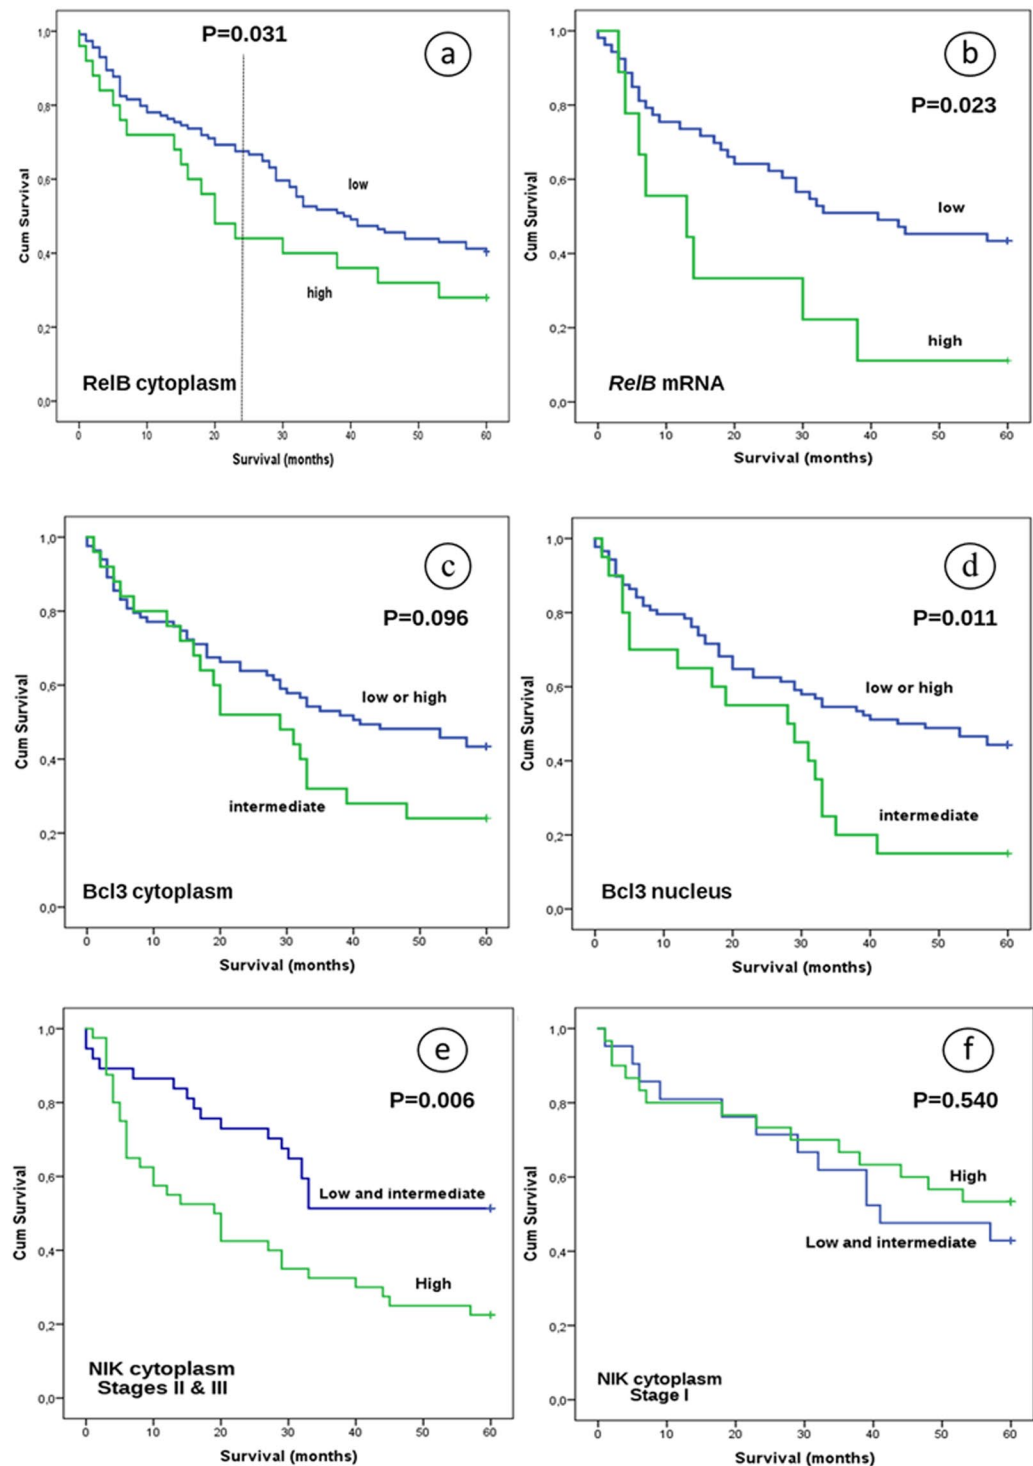 P=0.031
a
1,0
0,8
0,6
0,4
0,2
0,0
Cum Survival
low
high
RelB cytoplasm
0 10 20 30 40 50 60
Survival (months)
b
P=0.023
1,0
0,8
0,6
0,4
0,2
0,0
Cum Survival
low
high
RelB mRNA
0 10 20 30 40 50 60
Survival (months)
c
P=0.096
1,0
0,8
0,6
0,4
0,2
0,0
Cum Survival
low or high
intermediate
Bcl3 cytoplasm
0 10 20 30 40 50 60
Survival (months)
d
P=0.011
1,0
0,8
0,6
0,4
0,2
0,0
Cum Survival
low or high
intermediate
Bcl3 nucleus
0 10 20 30 40 50 60
Survival (months)
e
P=0.006
1,0
0,8
0,6
0,4
0,2
0,0
Cum Survival
Low and intermediate
High
NIK cytoplasm
Stages II & III
0 10 20 30 40 50 60
Survival (months)
f
P=0.540
1,0
0,8
0,6
0,4
0,2
0,0
Cum Survival
High
Low and intermediate
NIK cytoplasm
Stage I
0 10 20 30 40 50 60
Survival (months)